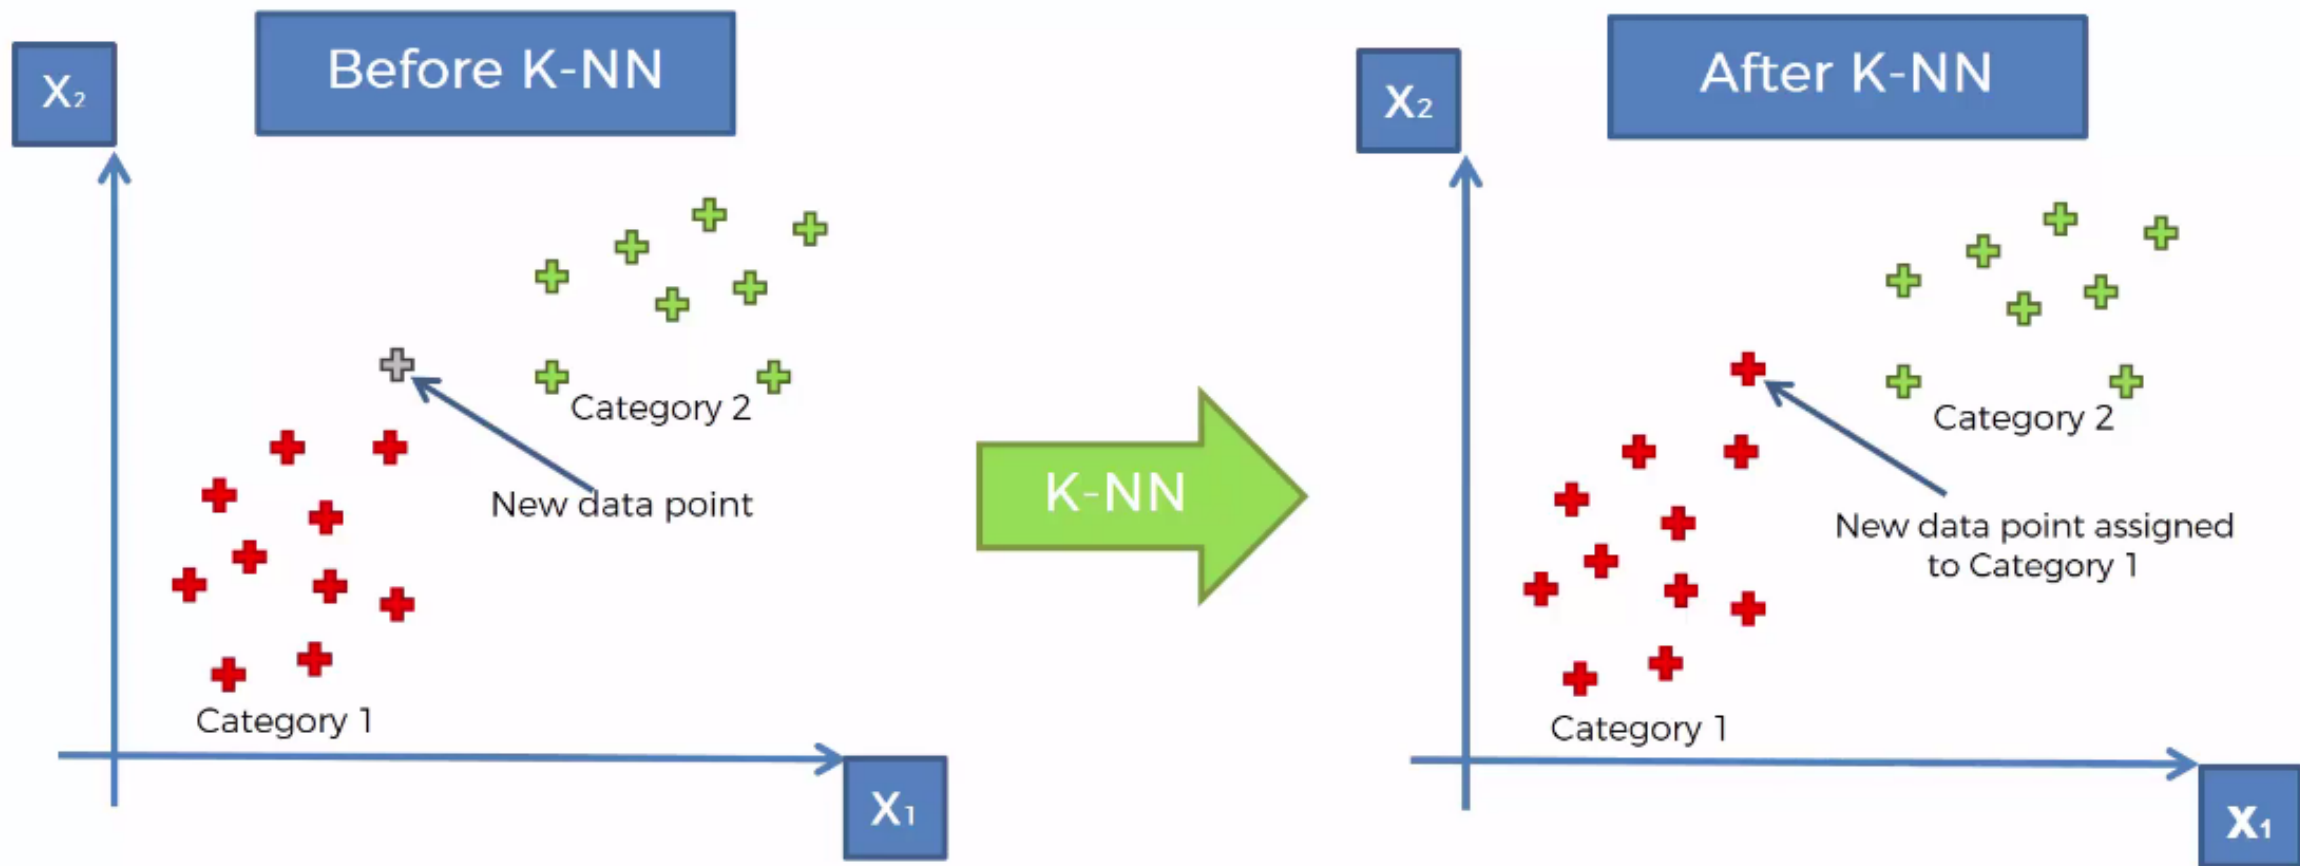 Before K-NN
X₂
Category 2
New data point
Category 1
X₁
K-NN
After K-NN
X₂
Category 2
New data point assigned
to Category 1
Category 1
X₁